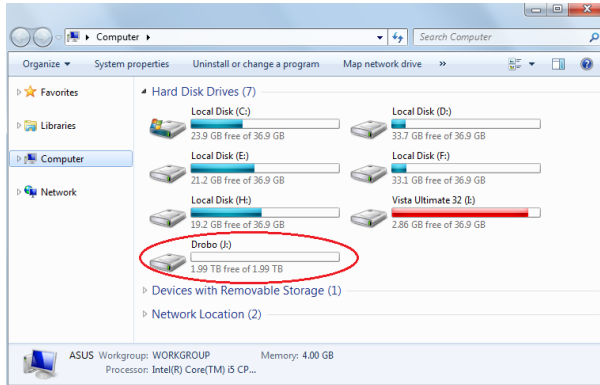 Computer
Search Computer
Organize System properties Uninstall or change a program Map network drive »
Favorites
Libraries
Computer
Network
Hard Disk Drives (7)
Local Disk (C:)
23.9 GB free of 36.9 GB
Local Disk (D:)
33.7 GB free of 36.9 GB
Local Disk (E:)
21.2 GB free of 36.9 GB
Local Disk (F:)
33.1 GB free of 36.9 GB
Local Disk (H:)
19.2 GB free of 36.9 GB
Vista Ultimate 32 (I:)
2.86 GB free of 36.9 GB
Drobo (J:)
1.99 TB free of 1.99 TB
Devices with Removable Storage (1)
Network Location (2)
ASUS Workgroup: WORKGROUP Memory: 4.00 GB
Processor: Intel(R) Core(TM) i5 CP...